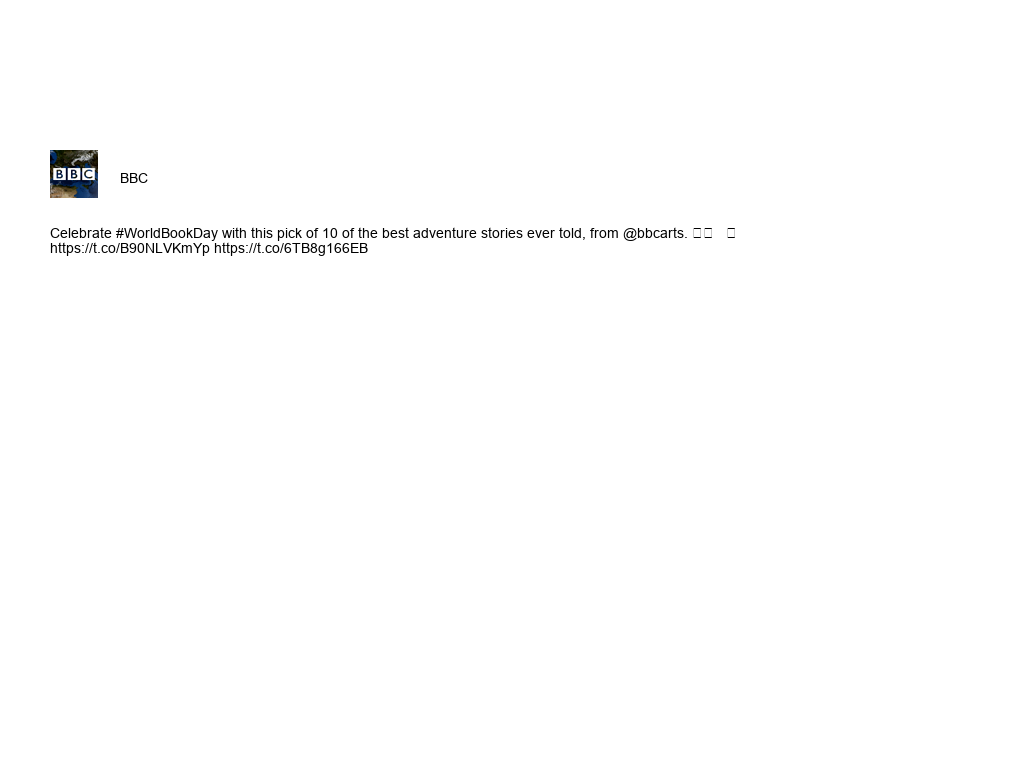 BBC
BBC
Celebrate #WorldBookDay with this pick of 10 of the best adventure stories ever told, from @bbcarts.
https://t.co/B90NLVKmYp https://t.co/6TB8g166EB